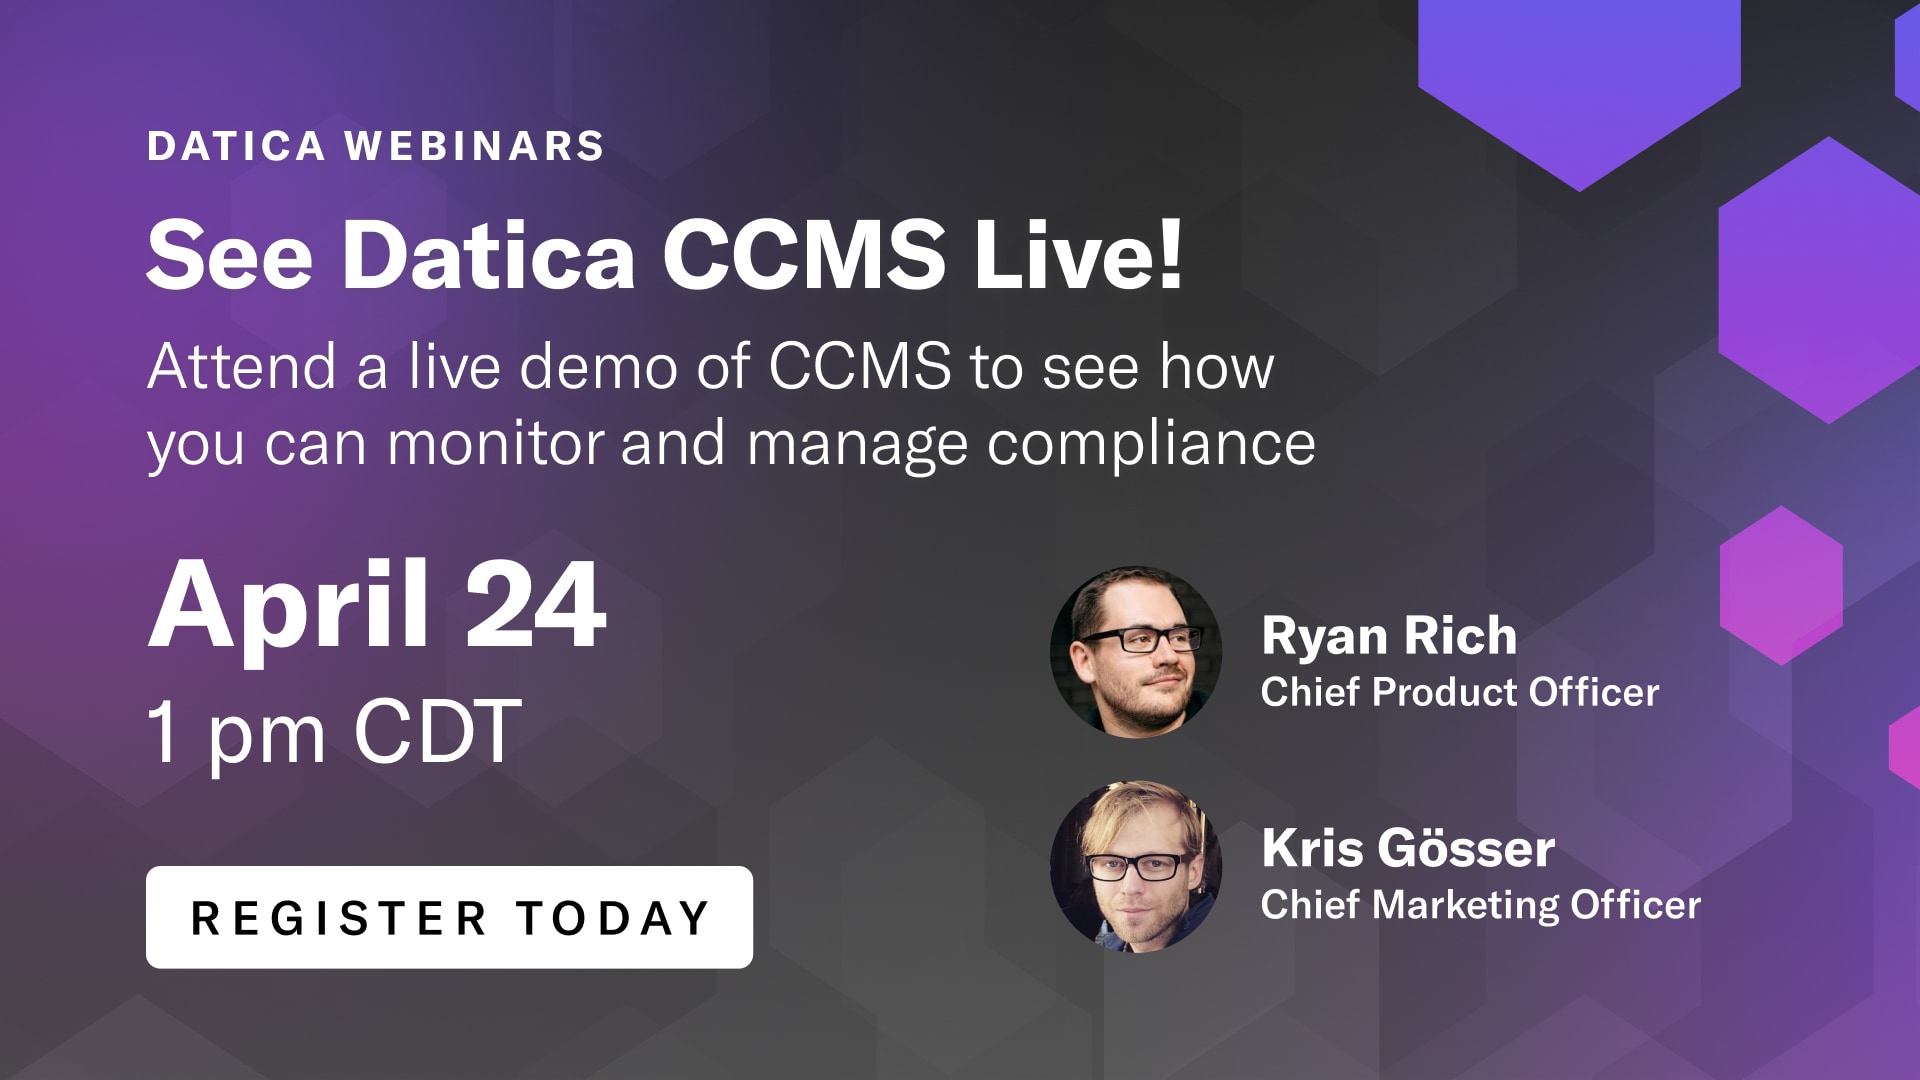 DATICA WEBINARS
See Datica CCMS Live!
Attend a live demo of CCMS to see how
you can monitor and manage compliance
April 24
1 pm CDT
REGISTER TODAY
Ryan Rich
Chief Product Officer
Kris Gösser
Chief Marketing Officer